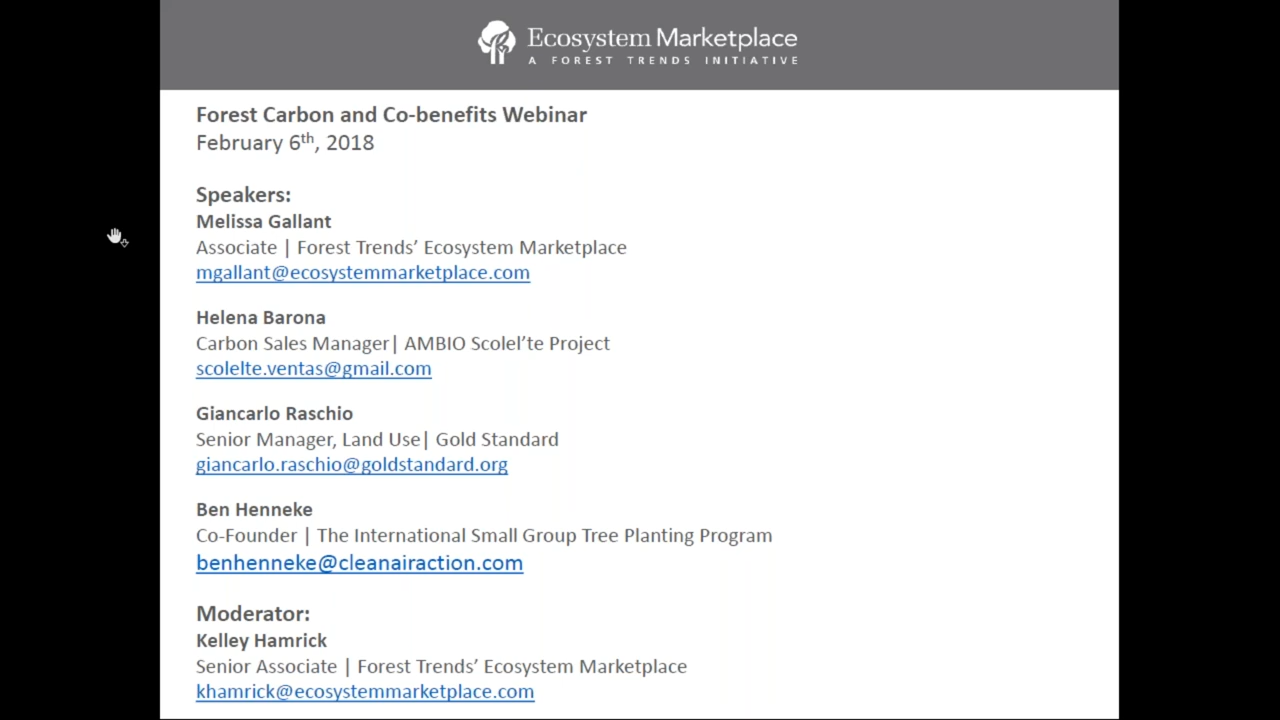 Ecosystem Marketplace
A FOREST TRENDS INITIATIVE
Forest Carbon and Co-benefits Webinar
February 6th, 2018
Speakers:
Melissa Gallant
Associate | Forest Trends’ Ecosystem Marketplace
mgallant@ecosystemmarketplace.com
Helena Barona
Carbon Sales Manager| AMBIO Scolel’te Project
scolelte.ventas@gmail.com
Giancarlo Raschio
Senior Manager, Land Use| Gold Standard
giancarlo.raschio@goldstandard.org
Ben Henneke
Co-Founder | The International Small Group Tree Planting Program
benhenneke@cleanairaction.com
Moderator:
Kelley Hamrick
Senior Associate | Forest Trends’ Ecosystem Marketplace
khamrick@ecosystemmarketplace.com